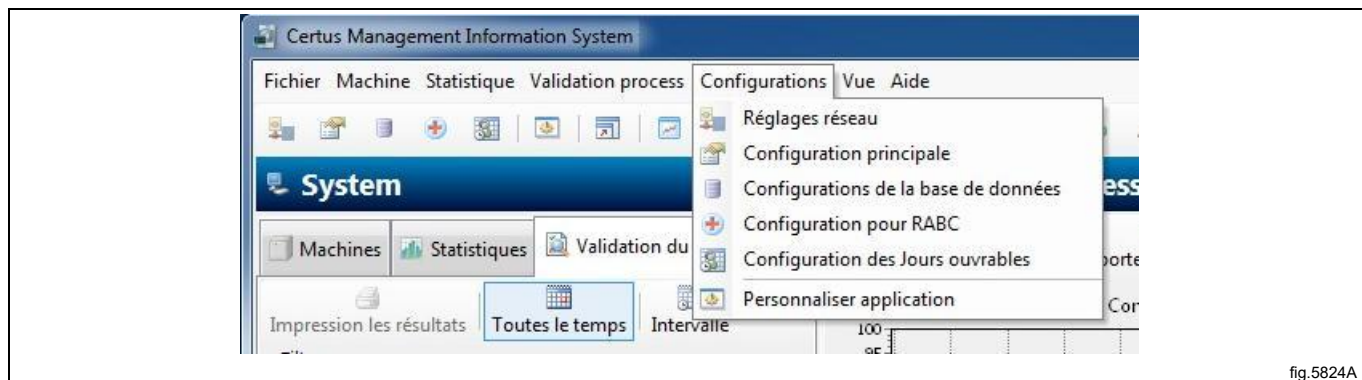 Certus Management Information System
Fichier Machine Statistique Validation process Configurations Vue Aide
Réglages réseau
Configuration principale
Configurations de la base de données
Configuration pour RABC
Configuration des Jours ouvrables
Personnaliser application
System
Machines Statistiques Validation du
Impression les résultats Toutes le temps Intervalle
100
95
fig.5824A